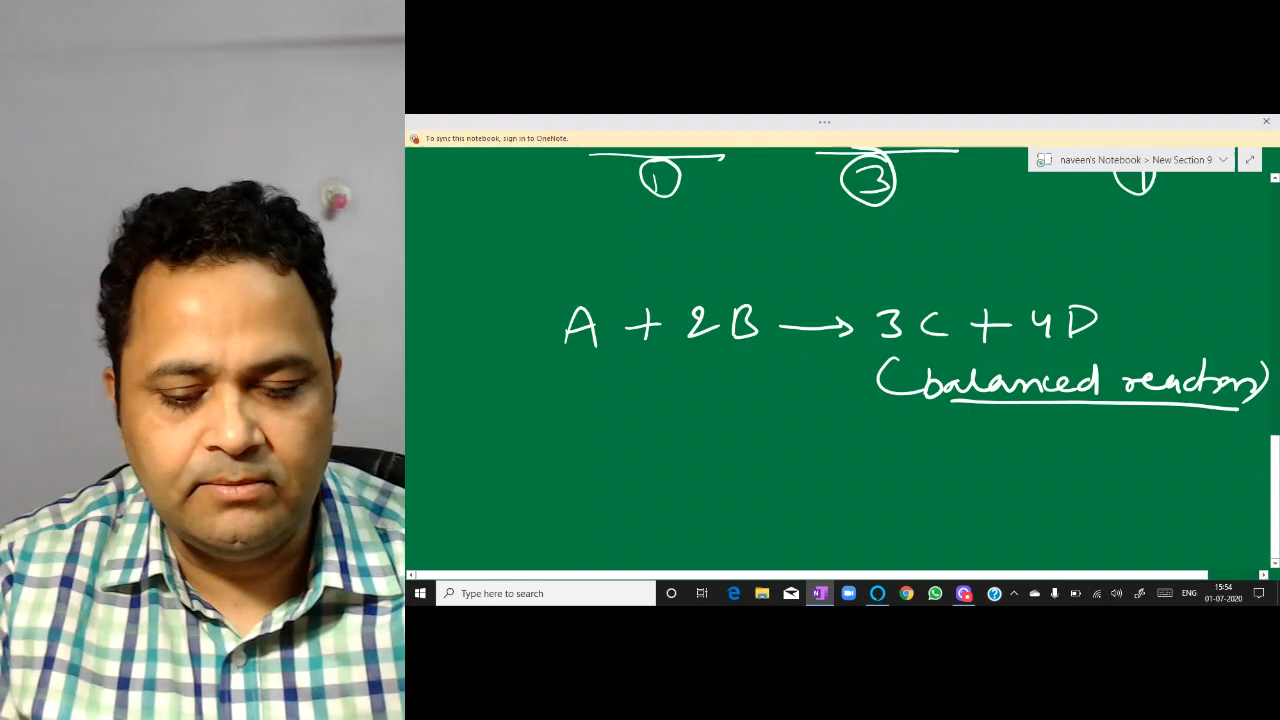 To sync this notebook, sign in to OneNote.
naveen's Notebook > New Section 9
1
3
1
A + 2B → 3C + 4D
(balanced reaction)
Type here to search
ENG
15:54
01-07-2020